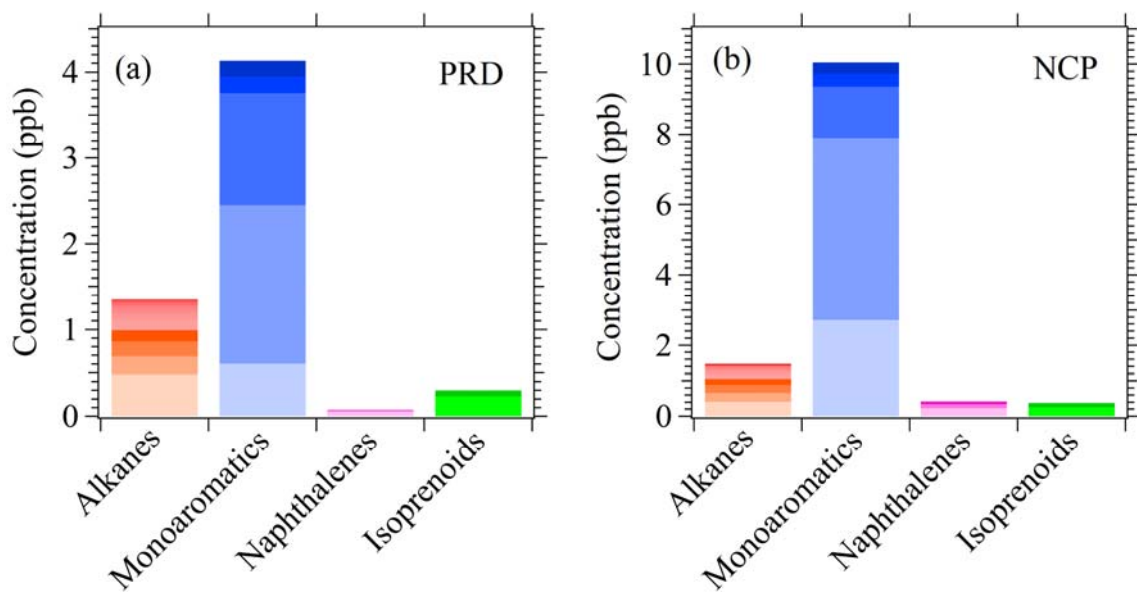 (a)
PRD
Concentration (ppb)
4
3
2
1
0
Alkanes
Monoaromatics
Naphthalenes
Isoprenoids
(b)
NCP
Concentration (ppb)
10
8
6
4
2
0
Alkanes
Monoaromatics
Naphthalenes
Isoprenoids